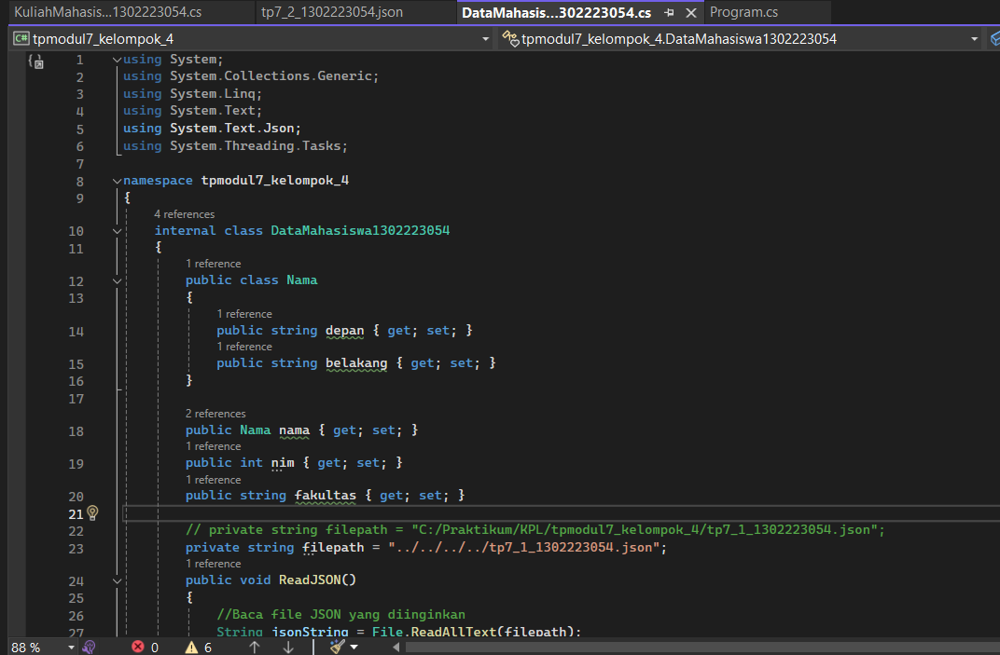 KuliahMahasis...1302223054.cs tp7_2_1302223054.json DataMahasis...302223054.cs Program.cs
C# tpmodul7_kelompok_4 tpmodul7_kelompok_4.DataMahasiswa1302223054
1 using System;
2 using System.Collections.Generic;
3 using System.Linq;
4 using System.Text;
5 using System.Text.Json;
6 using System.Threading.Tasks;
7
8 namespace tpmodul7_kelompok_4
9 {
4 references
10 internal class DataMahasiswa1302223054
11 {
1 reference
12 public class Nama
13 {
1 reference
14 public string depan { get; set; }
1 reference
15 public string belakang { get; set; }
16 }
17
2 references
18 public Nama nama { get; set; }
1 reference
19 public int nim { get; set; }
1 reference
20 public string fakultas { get; set; }
21
22 // private string filepath = "C:/Praktikum/KPL/tpmodul7_kelompok_4/tp7_1_1302223054.json";
23 private string filepath = "../../../../tp7_1_1302223054.json";
1 reference
24 public void ReadJSON()
25 {
26 //Baca file JSON yang diinginkan
27 String jsonString = File.ReadAllText(filepath);
88 % 0 6